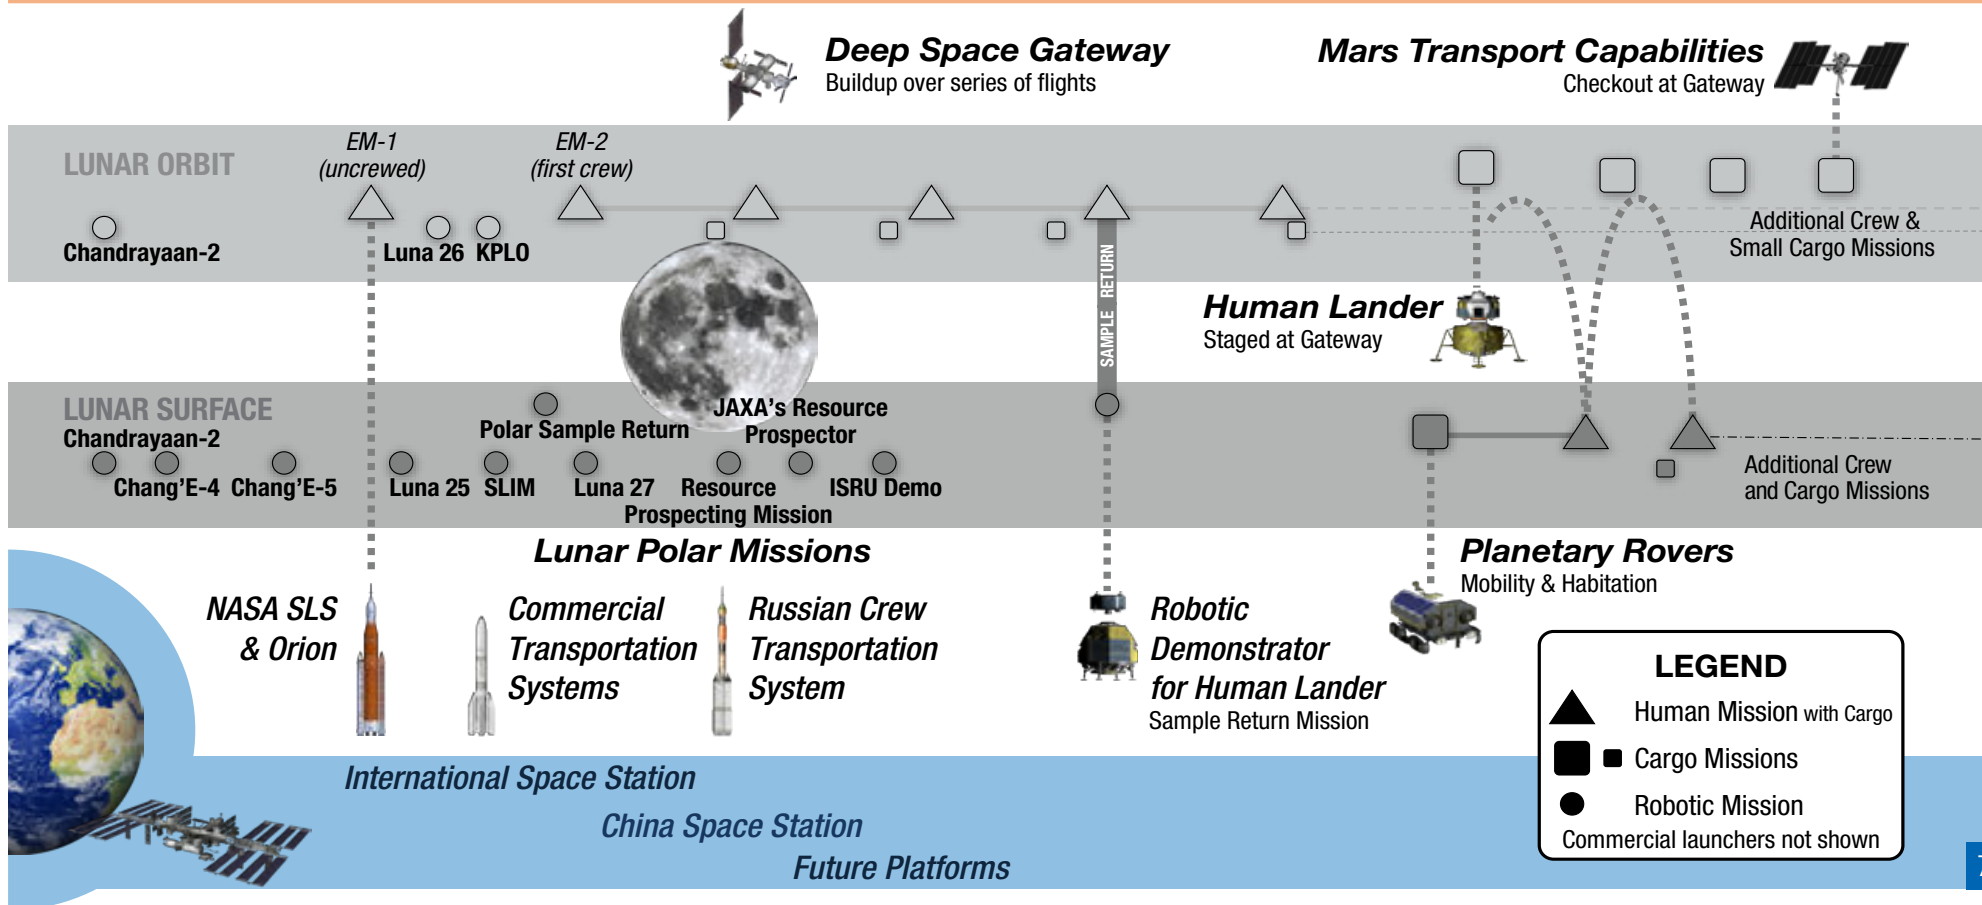 Deep Space Gateway
Buildup over series of flights
Mars Transport Capabilities
Checkout at Gateway
LUNAR ORBIT
EM-1
(uncrewed)
EM-2
(first crew)
Chandrayaan-2
Luna 26
KPLO
Additional Crew &
Small Cargo Missions
SAMPLE RETURN
Human Lander
Staged at Gateway
LUNAR SURFACE
Chandrayaan-2
Polar Sample Return
JAXA's Resource
Prospector
Chang'E-4
Chang'E-5
Luna 25
SLIM
Luna 27
Resource
Prospecting Mission
ISRU Demo
Additional Crew
and Cargo Missions
Lunar Polar Missions
Planetary Rovers
Mobility & Habitation
NASA SLS
& Orion
Commercial
Transportation
Systems
Russian Crew
Transportation
System
Robotic
Demonstrator
for Human Lander
Sample Return Mission
LEGEND
Human Mission with Cargo
Cargo Missions
Robotic Mission
Commercial launchers not shown
International Space Station
China Space Station
Future Platforms